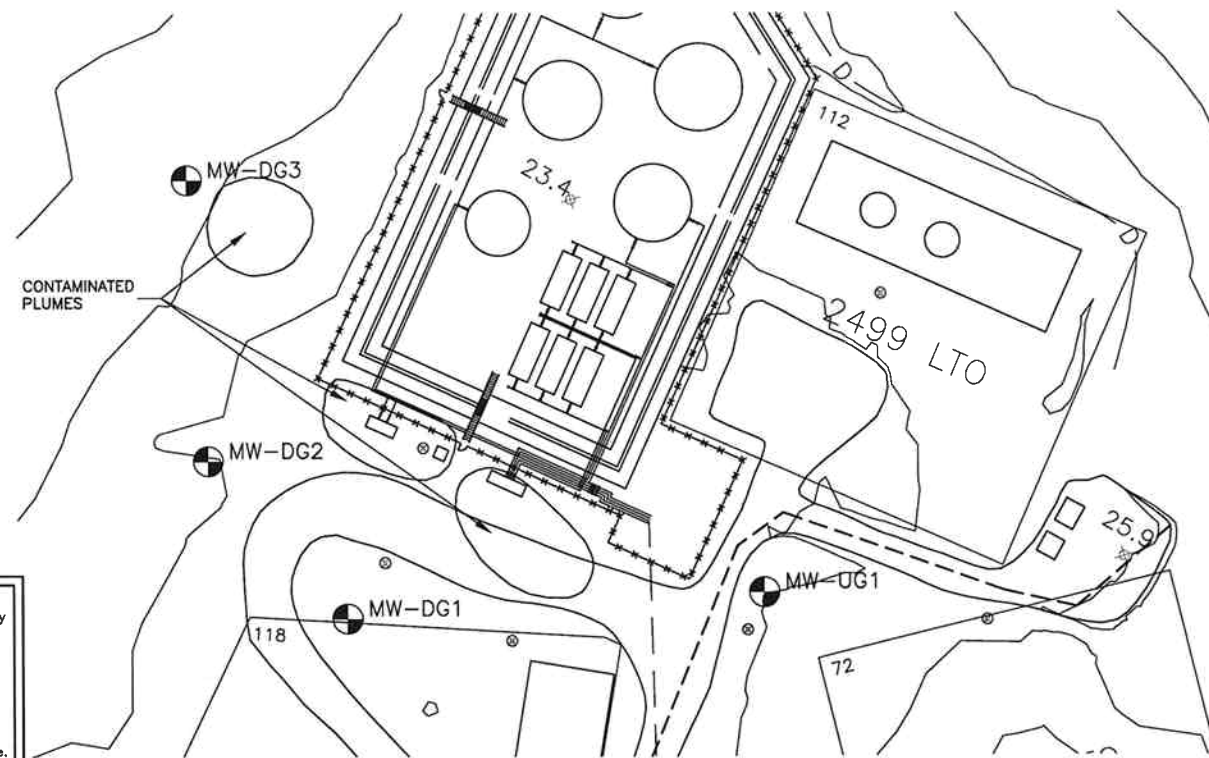 112
MW-DG3
23.4
CONTAMINATED
PLUMES
2499 LTO
MW-DG2
25.9
MW-UG1
MW-DG1
118
72
y
e.